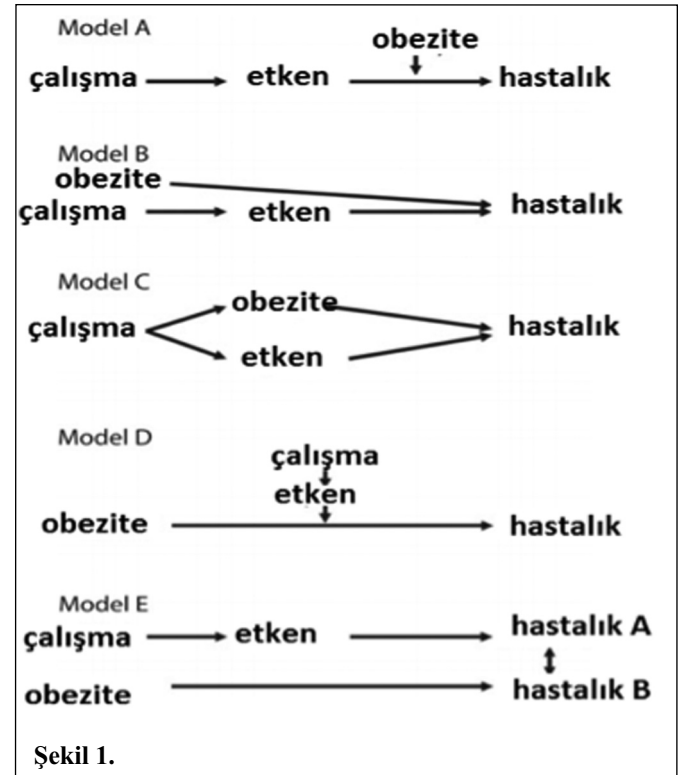 Model A
obezite
çalışma etken hastalık
Model B
obezite
çalışma etken hastalık
Model C
obezite
çalışma hastalık
etken
Model D
çalışma
etken
obezite hastalık
Model E
çalışma etken hastalık A
obezite hastalık B
Şekil 1.